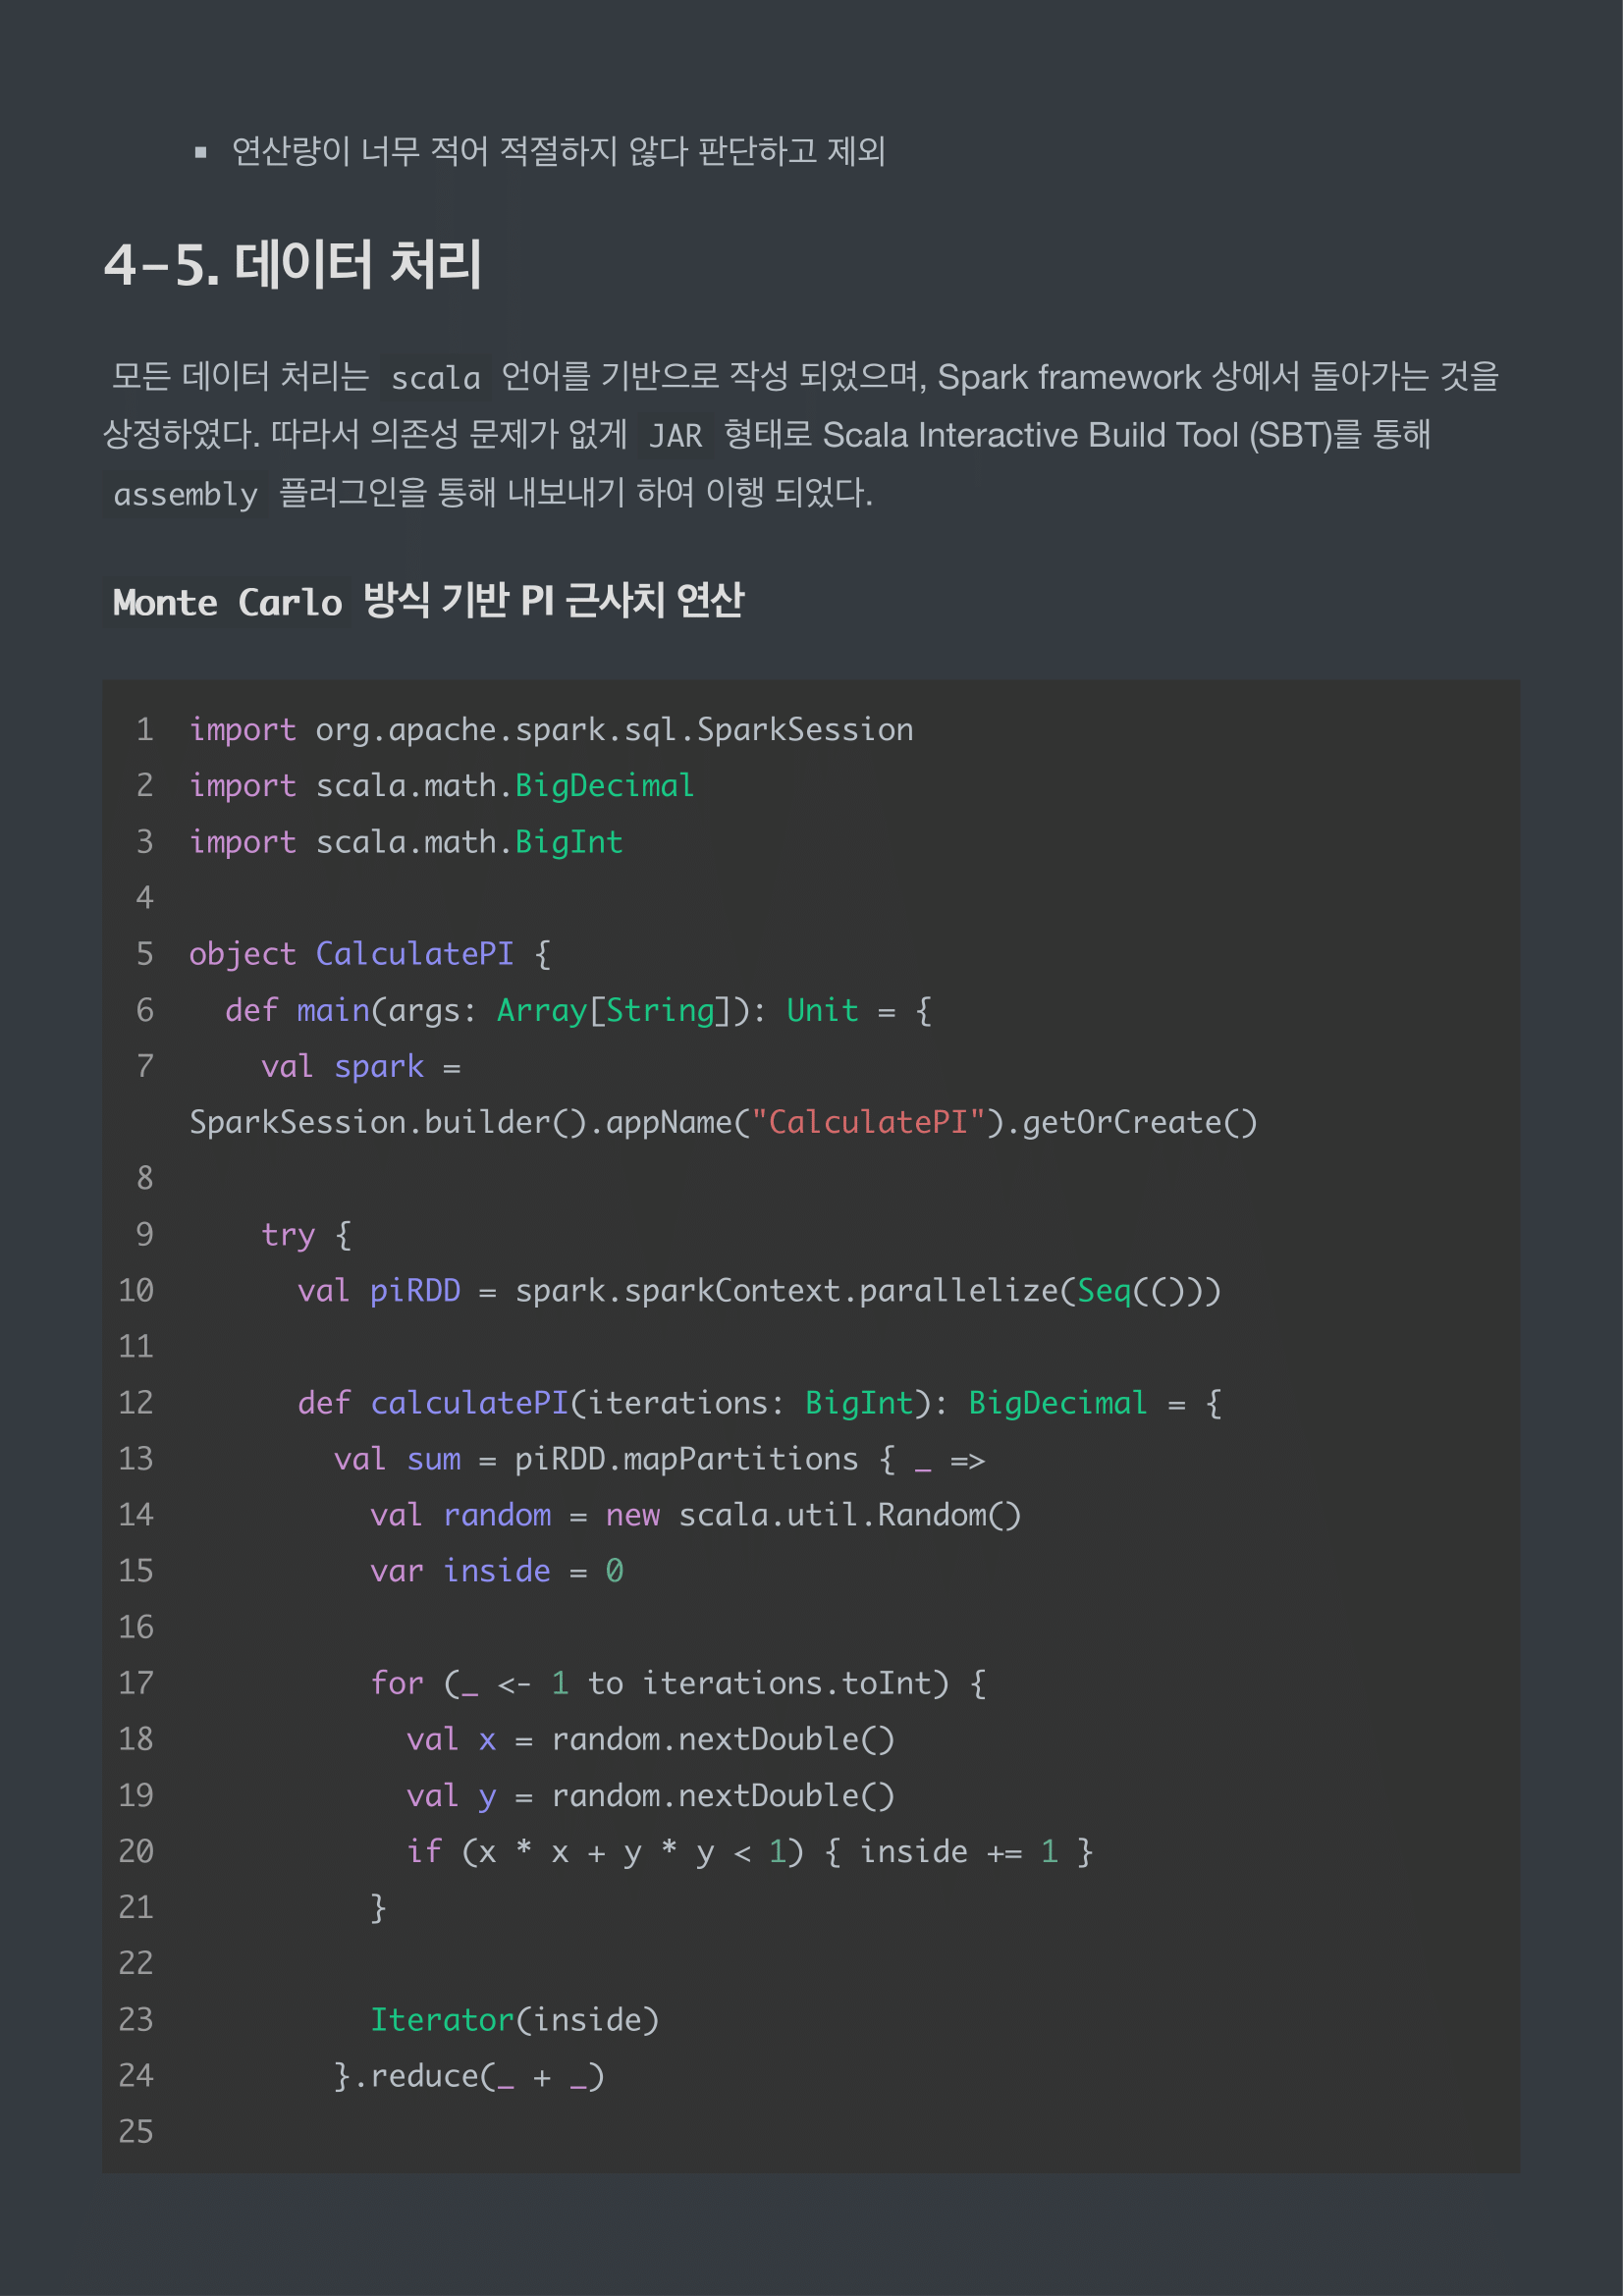 ▪ 연산량이 너무 적어 적절하지 않다 판단하고 제외
4-5. 데이터 처리
모든 데이터 처리는 scala 언어를 기반으로 작성 되었으며, Spark framework 상에서 돌아가는 것을
상정하였다. 따라서 의존성 문제가 없게 JAR 형태로 Scala Interactive Build Tool (SBT)를 통해
assembly 플러그인을 통해 내보내기 하여 이행 되었다.
Monte Carlo 방식 기반 PI 근사치 연산
1 import org.apache.spark.sql.SparkSession
2 import scala.math.BigDecimal
3 import scala.math.BigInt
4
5 object CalculatePI {
6   def main(args: Array[String]): Unit = {
7     val spark =
SparkSession.builder().appName("CalculatePI").getOrCreate()
8
9     try {
10       val piRDD = spark.sparkContext.parallelize(Seq(()))
11
12       def calculatePI(iterations: BigInt): BigDecimal = {
13         val sum = piRDD.mapPartitions { _ =>
14           val random = new scala.util.Random()
15           var inside = 0
16
17           for (_ <- 1 to iterations.toInt) {
18             val x = random.nextDouble()
19             val y = random.nextDouble()
20             if (x * x + y * y < 1) { inside += 1 }
21           }
22
23           Iterator(inside)
24         }.reduce(_ + _)
25